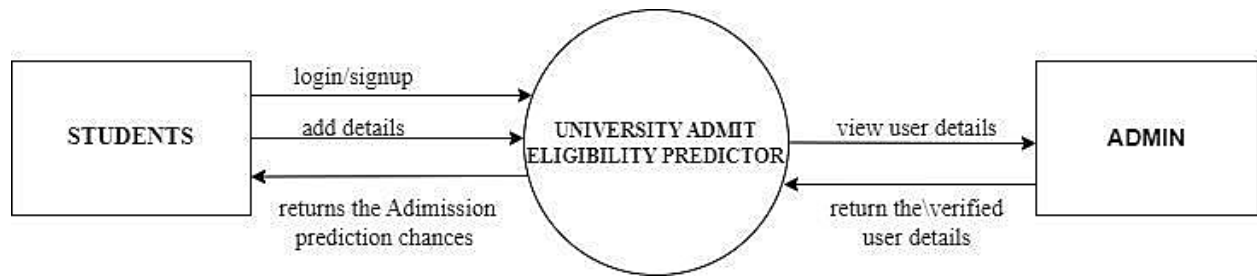 login/signup
STUDENTS
add details
returns the Adimission
prediction chances
UNIVERSITY ADMIT
ELIGIBILITY PREDICTOR
view user details
return the\verified
user details
ADMIN